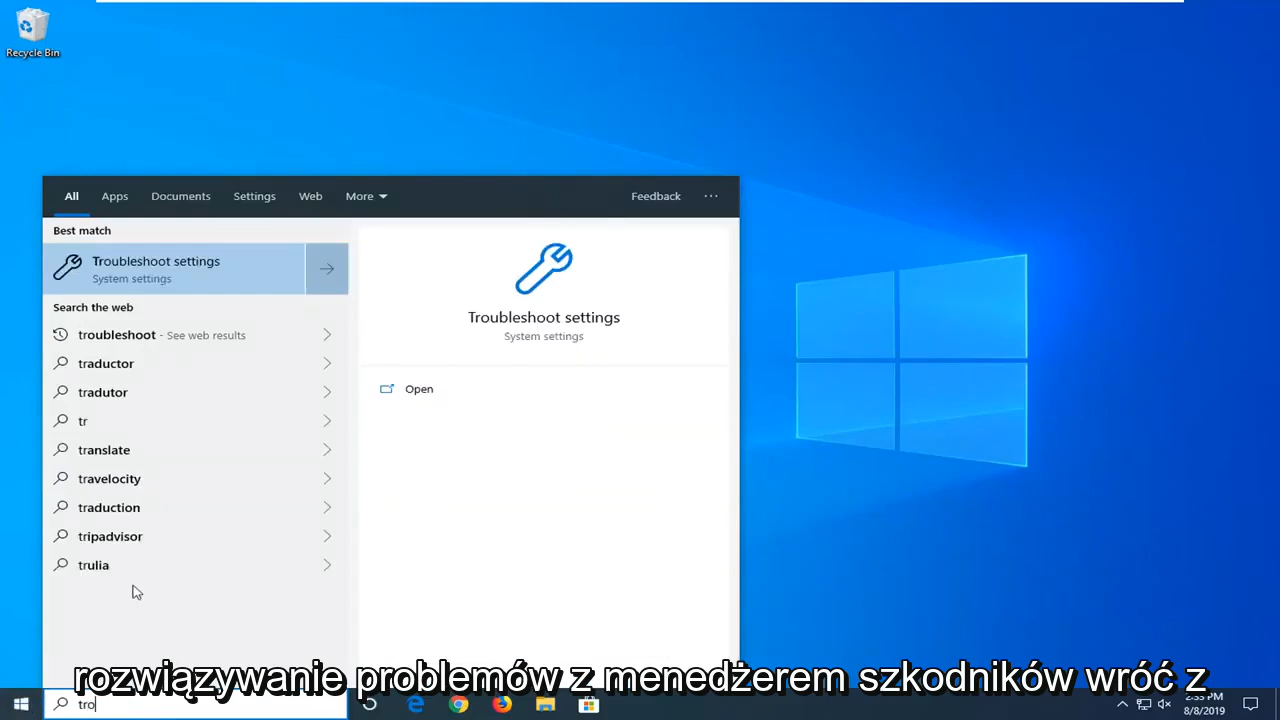 Recycle Bin
All Apps Documents Settings Web More Feedback ...
Best match
Troubleshoot settings
System settings
Search the web
troubleshoot - See web results
traductor
tradutor
tr
translate
travelocity
traduction
tripadvisor
trulia
Troubleshoot settings
System settings
Open
rozwiązywanie problemów z menedżerem szkodników wróć z
tro
8/8/2019